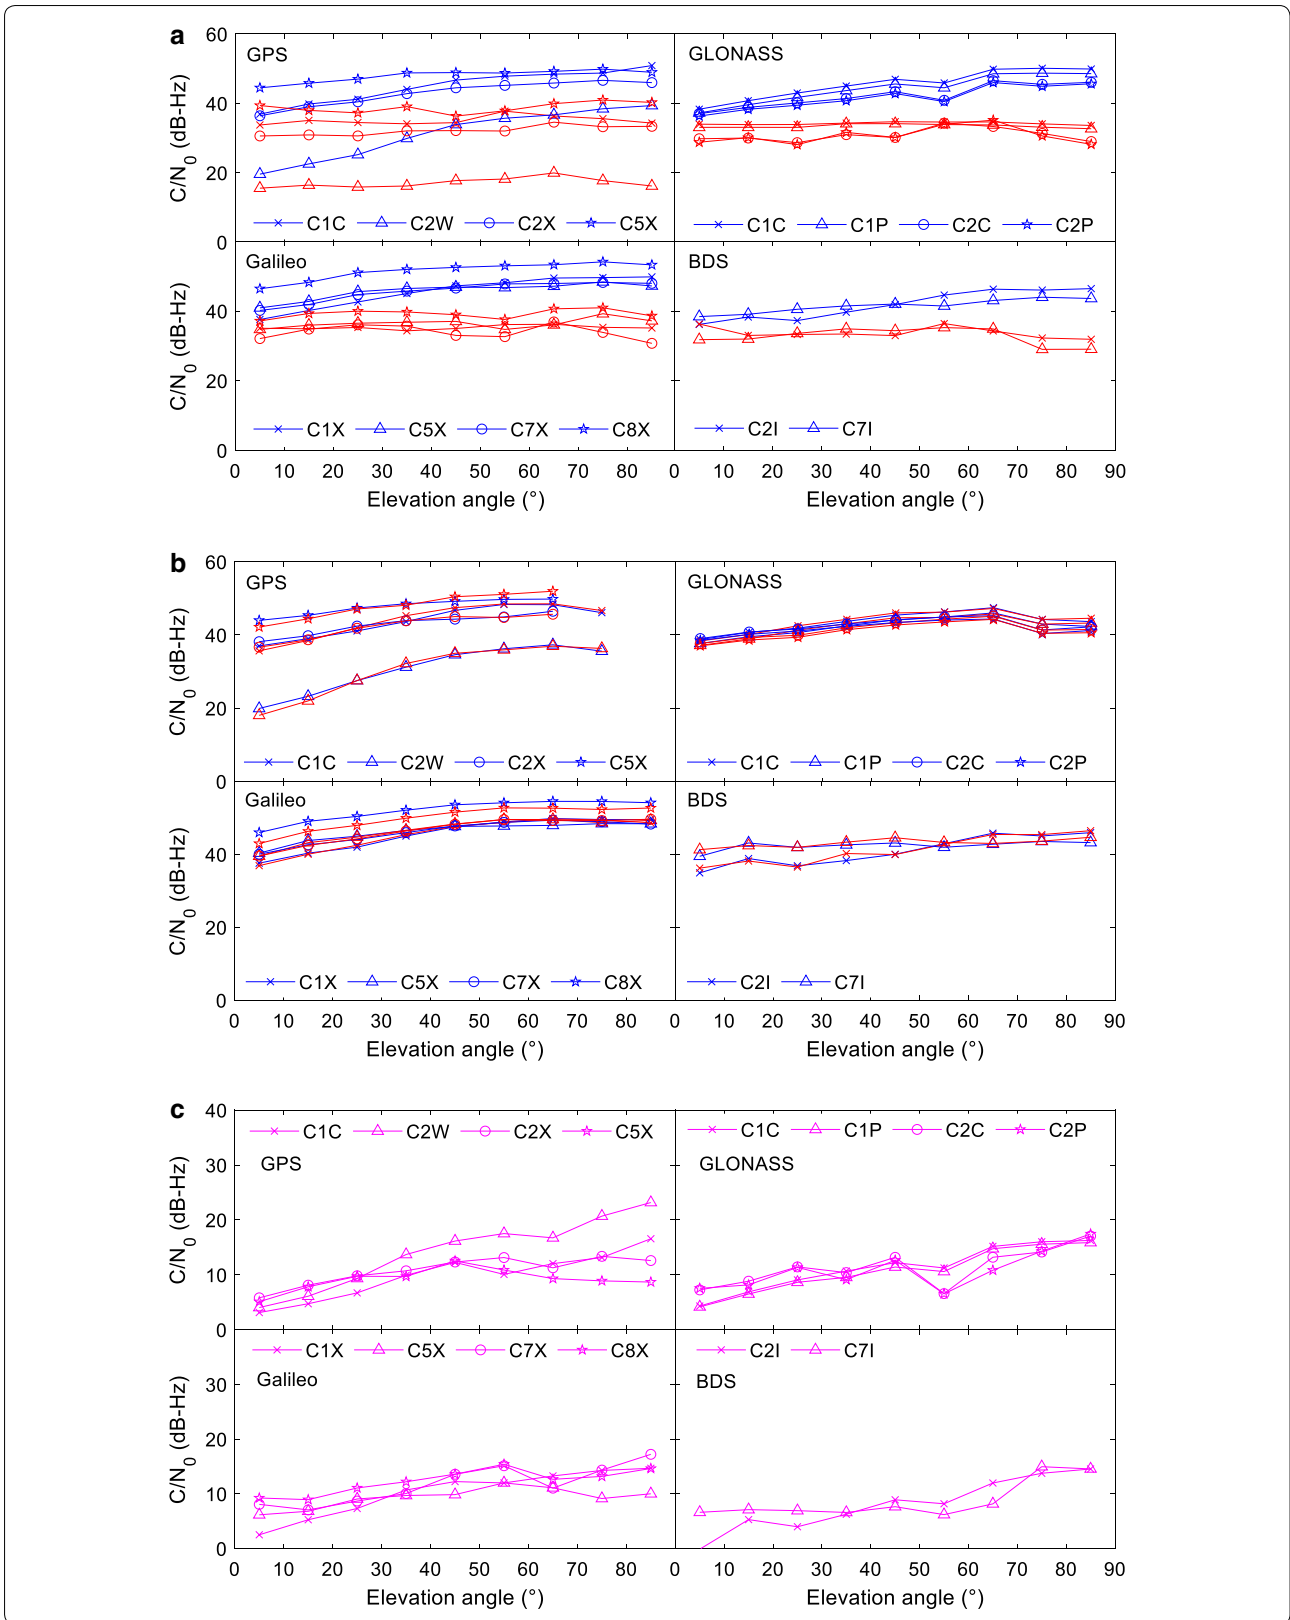 a
60
GPS
GLONASS
40
20
C/N0 (dB-Hz)
C1C C2W C2X C5X
C1C C1P C2C C2P
0
Galileo
BDS
40
20
C/N0 (dB-Hz)
C1X C5X C7X C8X
C2I C7I
0
0 10 20 30 40 50 60 70 80 0 10 20 30 40 50 60 70 80 90
Elevation angle (°) Elevation angle (°)
b
60
GPS
GLONASS
40
20
C/N0 (dB-Hz)
C1C C2W C2X C5X
C1C C1P C2C C2P
0
Galileo
BDS
40
20
C/N0 (dB-Hz)
C1X C5X C7X C8X
C2I C7I
0
0 10 20 30 40 50 60 70 80 0 10 20 30 40 50 60 70 80 90
Elevation angle (°) Elevation angle (°)
c
40
C1C C2W C2X C5X
C1C C1P C2C C2P
GPS
GLONASS
30
20
10
C/N0 (dB-Hz)
0
C1X C5X C7X C8X
C2I C7I
Galileo
BDS
30
20
10
C/N0 (dB-Hz)
0
0 10 20 30 40 50 60 70 80 0 10 20 30 40 50 60 70 80 90
Elevation angle (°) Elevation angle (°)